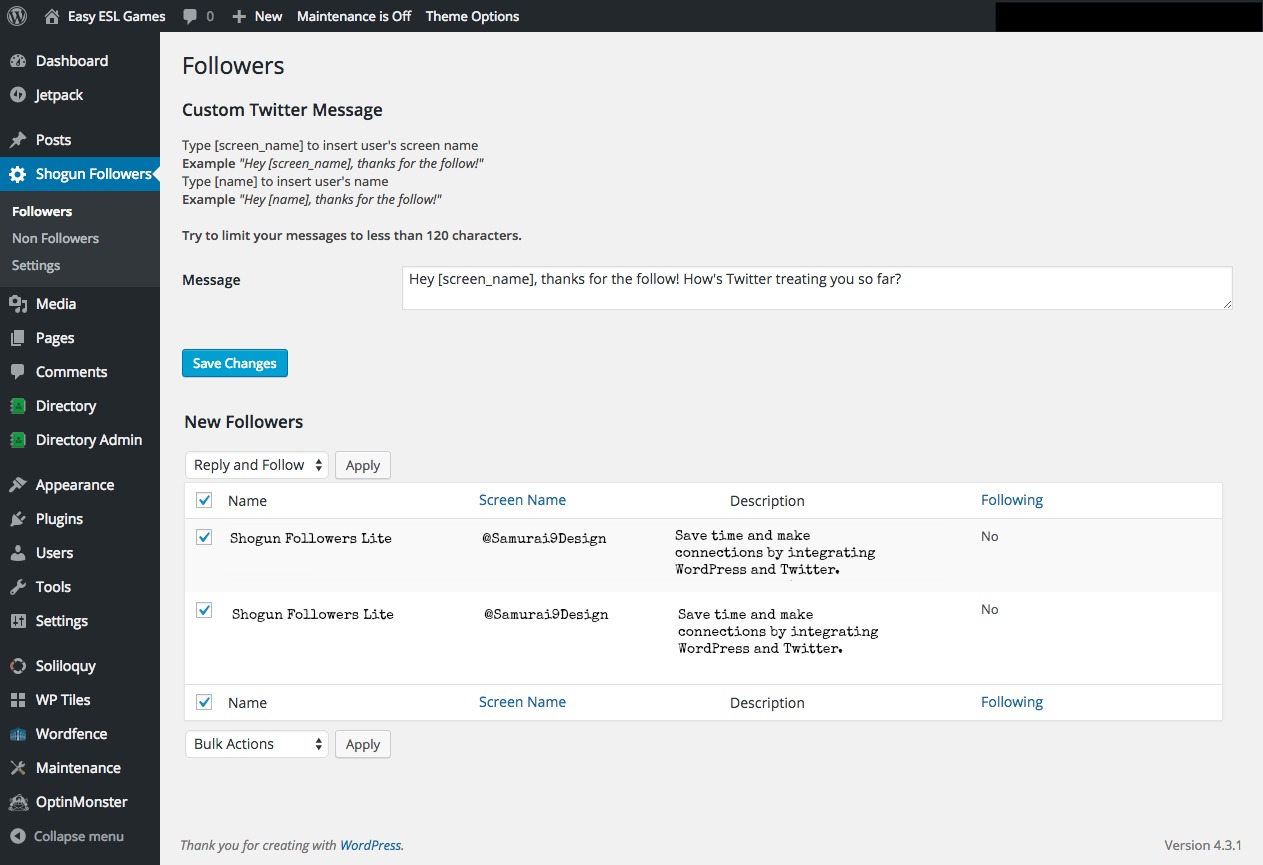 Easy ESL Games 0 New Maintenance is Off Theme Options
Dashboard
Jetpack
Posts
Shogun Followers
Followers
Non Followers
Settings
Media
Pages
Comments
Directory
Directory Admin
Appearance
Plugins
Users
Tools
Settings
Soliloquy
WP Tiles
Wordfence
Maintenance
OptinMonster
Collapse menu
Followers
Custom Twitter Message
Type [screen_name] to insert user's screen name
Example "Hey [screen_name], thanks for the follow!"
Type [name] to insert user's name
Example "Hey [name], thanks for the follow!"
Try to limit your messages to less than 120 characters.
Message Hey [screen_name], thanks for the follow! How's Twitter treating you so far?
Save Changes
New Followers
Reply and Follow Apply
Name Screen Name Description Following
Shogun Followers Lite @Samurai9Design Save time and make No
connections by integrating
WordPress and Twitter.
Shogun Followers Lite @Samurai9Design Save time and make No
connections by integrating
WordPress and Twitter.
Name Screen Name Description Following
Bulk Actions Apply
Thank you for creating with WordPress. Version 4.3.1